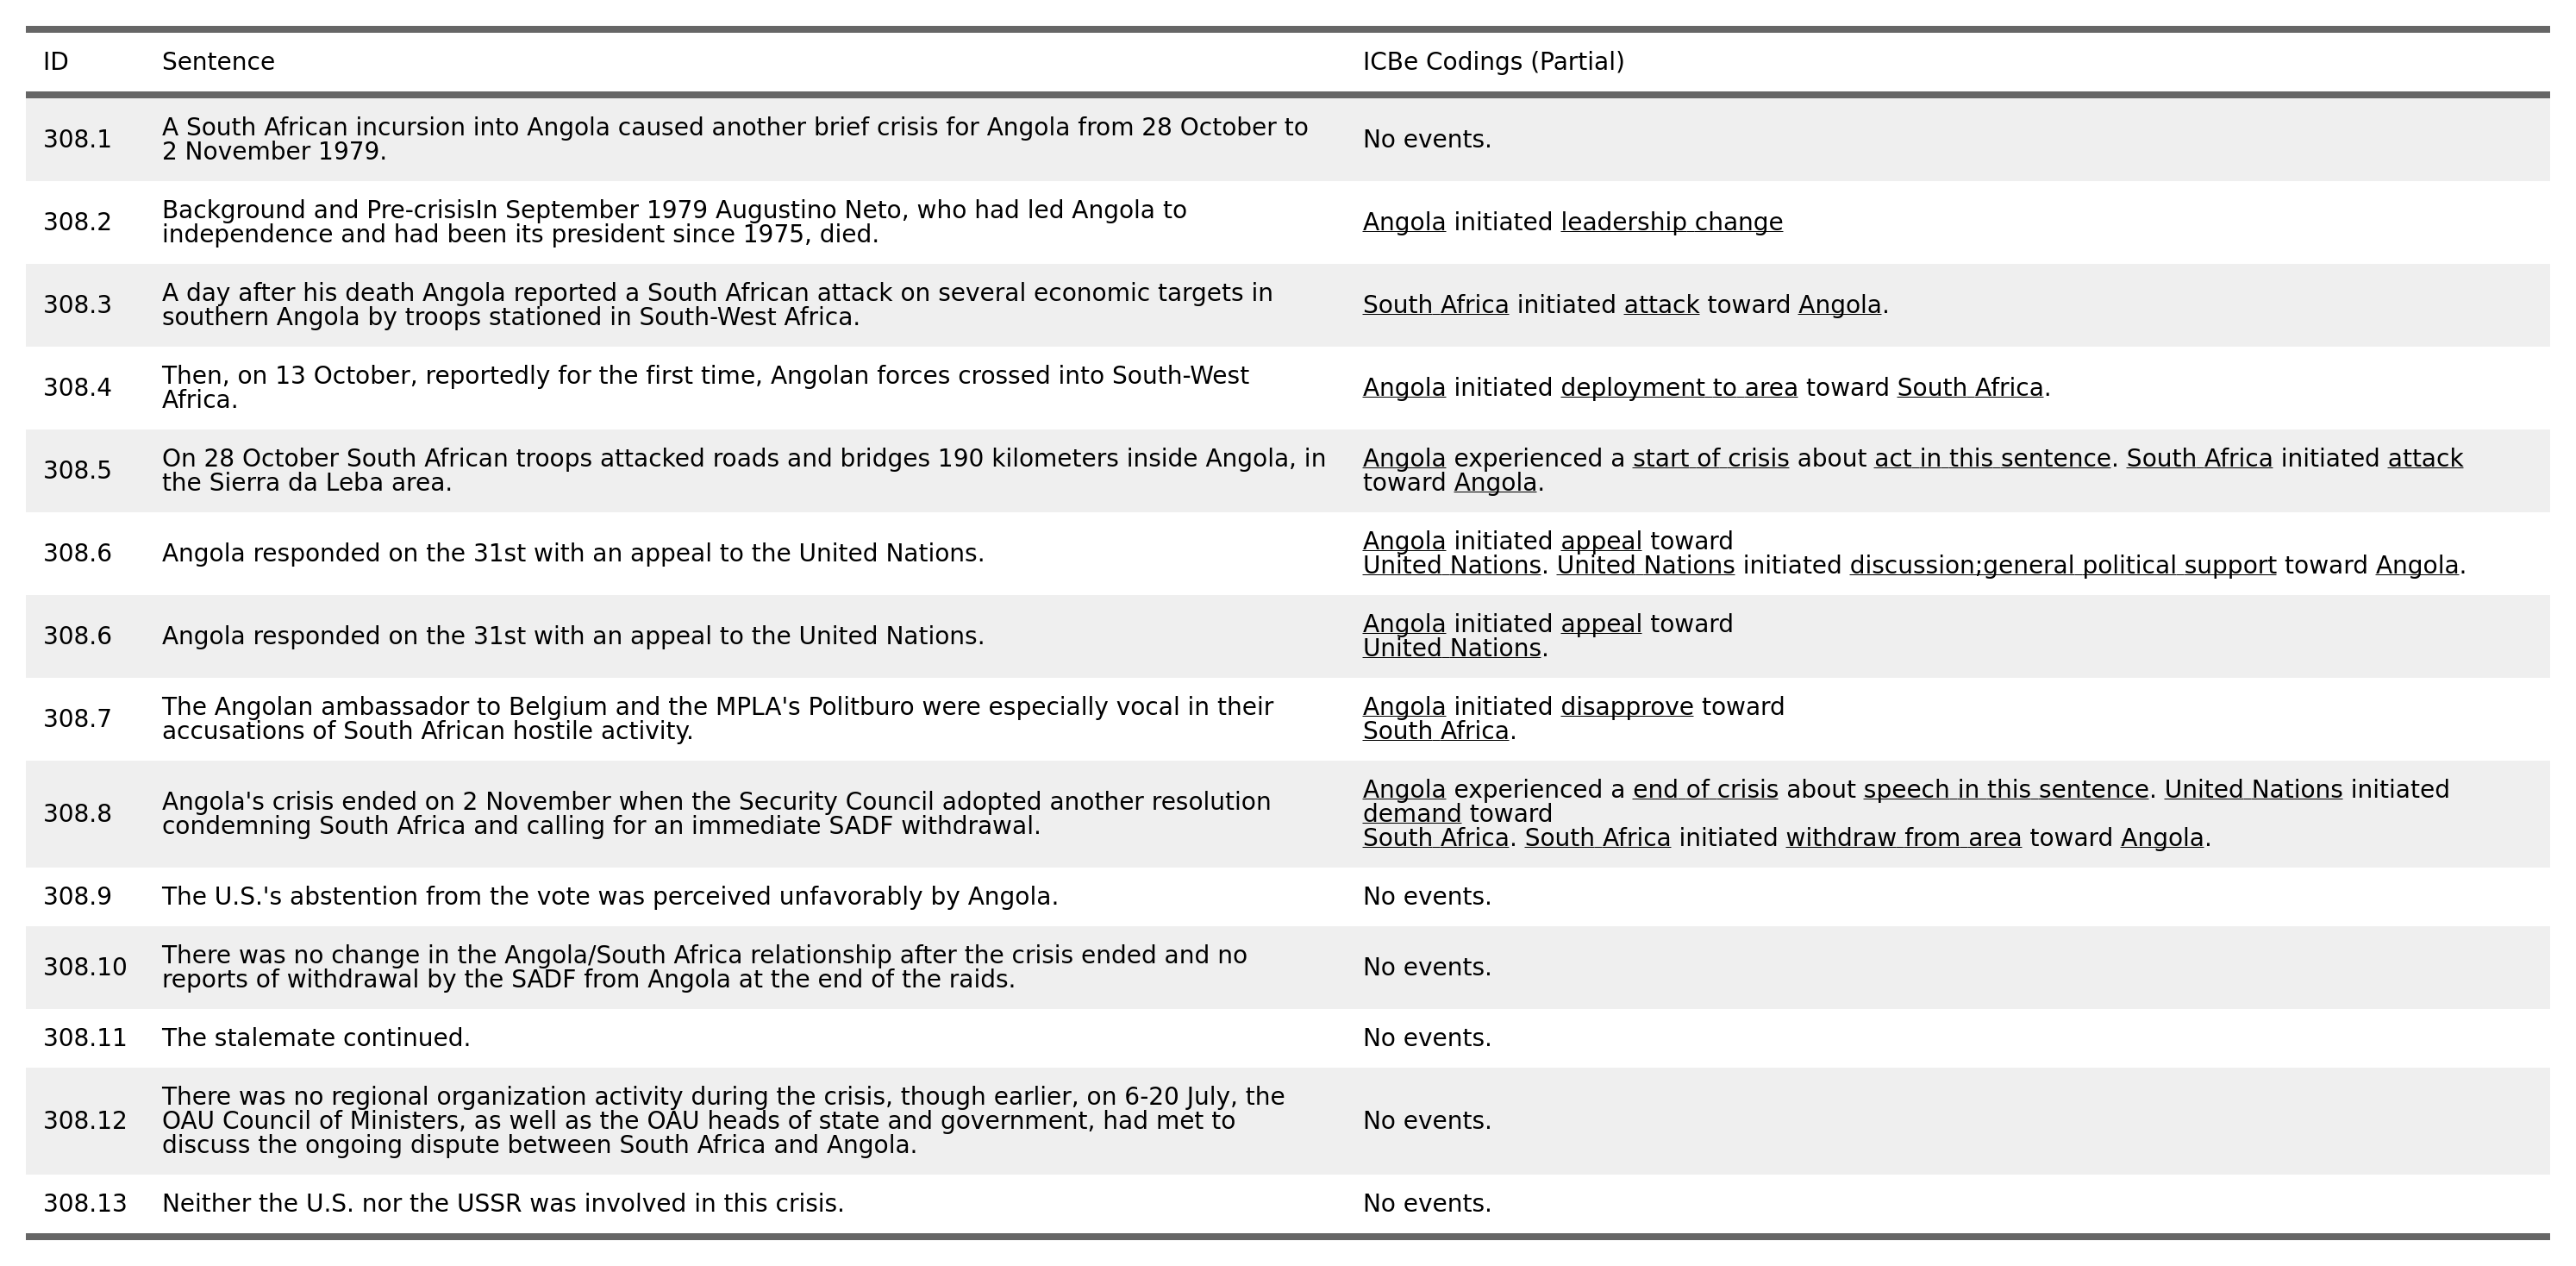 ID Sentence ICBe Codings (Partial)
308.1 A South African incursion into Angola caused another brief crisis for Angola from 28 October to
2 November 1979. No events.
308.2 Background and Pre-crisisIn September 1979 Augustino Neto, who had led Angola to
independence and had been its president since 1975, died. Angola initiated leadership change
308.3 A day after his death Angola reported a South African attack on several economic targets in
southern Angola by troops stationed in South-West Africa. South Africa initiated attack toward Angola.
308.4 Then, on 13 October, reportedly for the first time, Angolan forces crossed into South-West
Africa. Angola initiated deployment to area toward South Africa.
308.5 On 28 October South African troops attacked roads and bridges 190 kilometers inside Angola, in
the Sierra da Leba area.
Angola experienced a start of crisis about act in this sentence. South Africa initiated attack
toward Angola.
308.6 Angola responded on the 31st with an appeal to the United Nations.
Angola initiated appeal toward
United Nations. United Nations initiated discussion;general political support toward Angola.
308.6 Angola responded on the 31st with an appeal to the United Nations.
Angola initiated appeal toward
United Nations.
308.7 The Angolan ambassador to Belgium and the MPLA's Politburo were especially vocal in their
accusations of South African hostile activity.
Angola initiated disapprove toward
South Africa.
308.8 Angola's crisis ended on 2 November when the Security Council adopted another resolution
condemning South Africa and calling for an immediate SADF withdrawal.
Angola experienced a end of crisis about speech in this sentence. United Nations initiated
demand toward
South Africa. South Africa initiated withdraw from area toward Angola.
308.9 The U.S.'s abstention from the vote was perceived unfavorably by Angola. No events.
308.10 There was no change in the Angola/South Africa relationship after the crisis ended and no
reports of withdrawal by the SADF from Angola at the end of the raids. No events.
308.11 The stalemate continued. No events.
308.12 There was no regional organization activity during the crisis, though earlier, on 6-20 July, the
OAU Council of Ministers, as well as the OAU heads of state and government, had met to
discuss the ongoing dispute between South Africa and Angola. No events.
308.13 Neither the U.S. nor the USSR was involved in this crisis. No events.